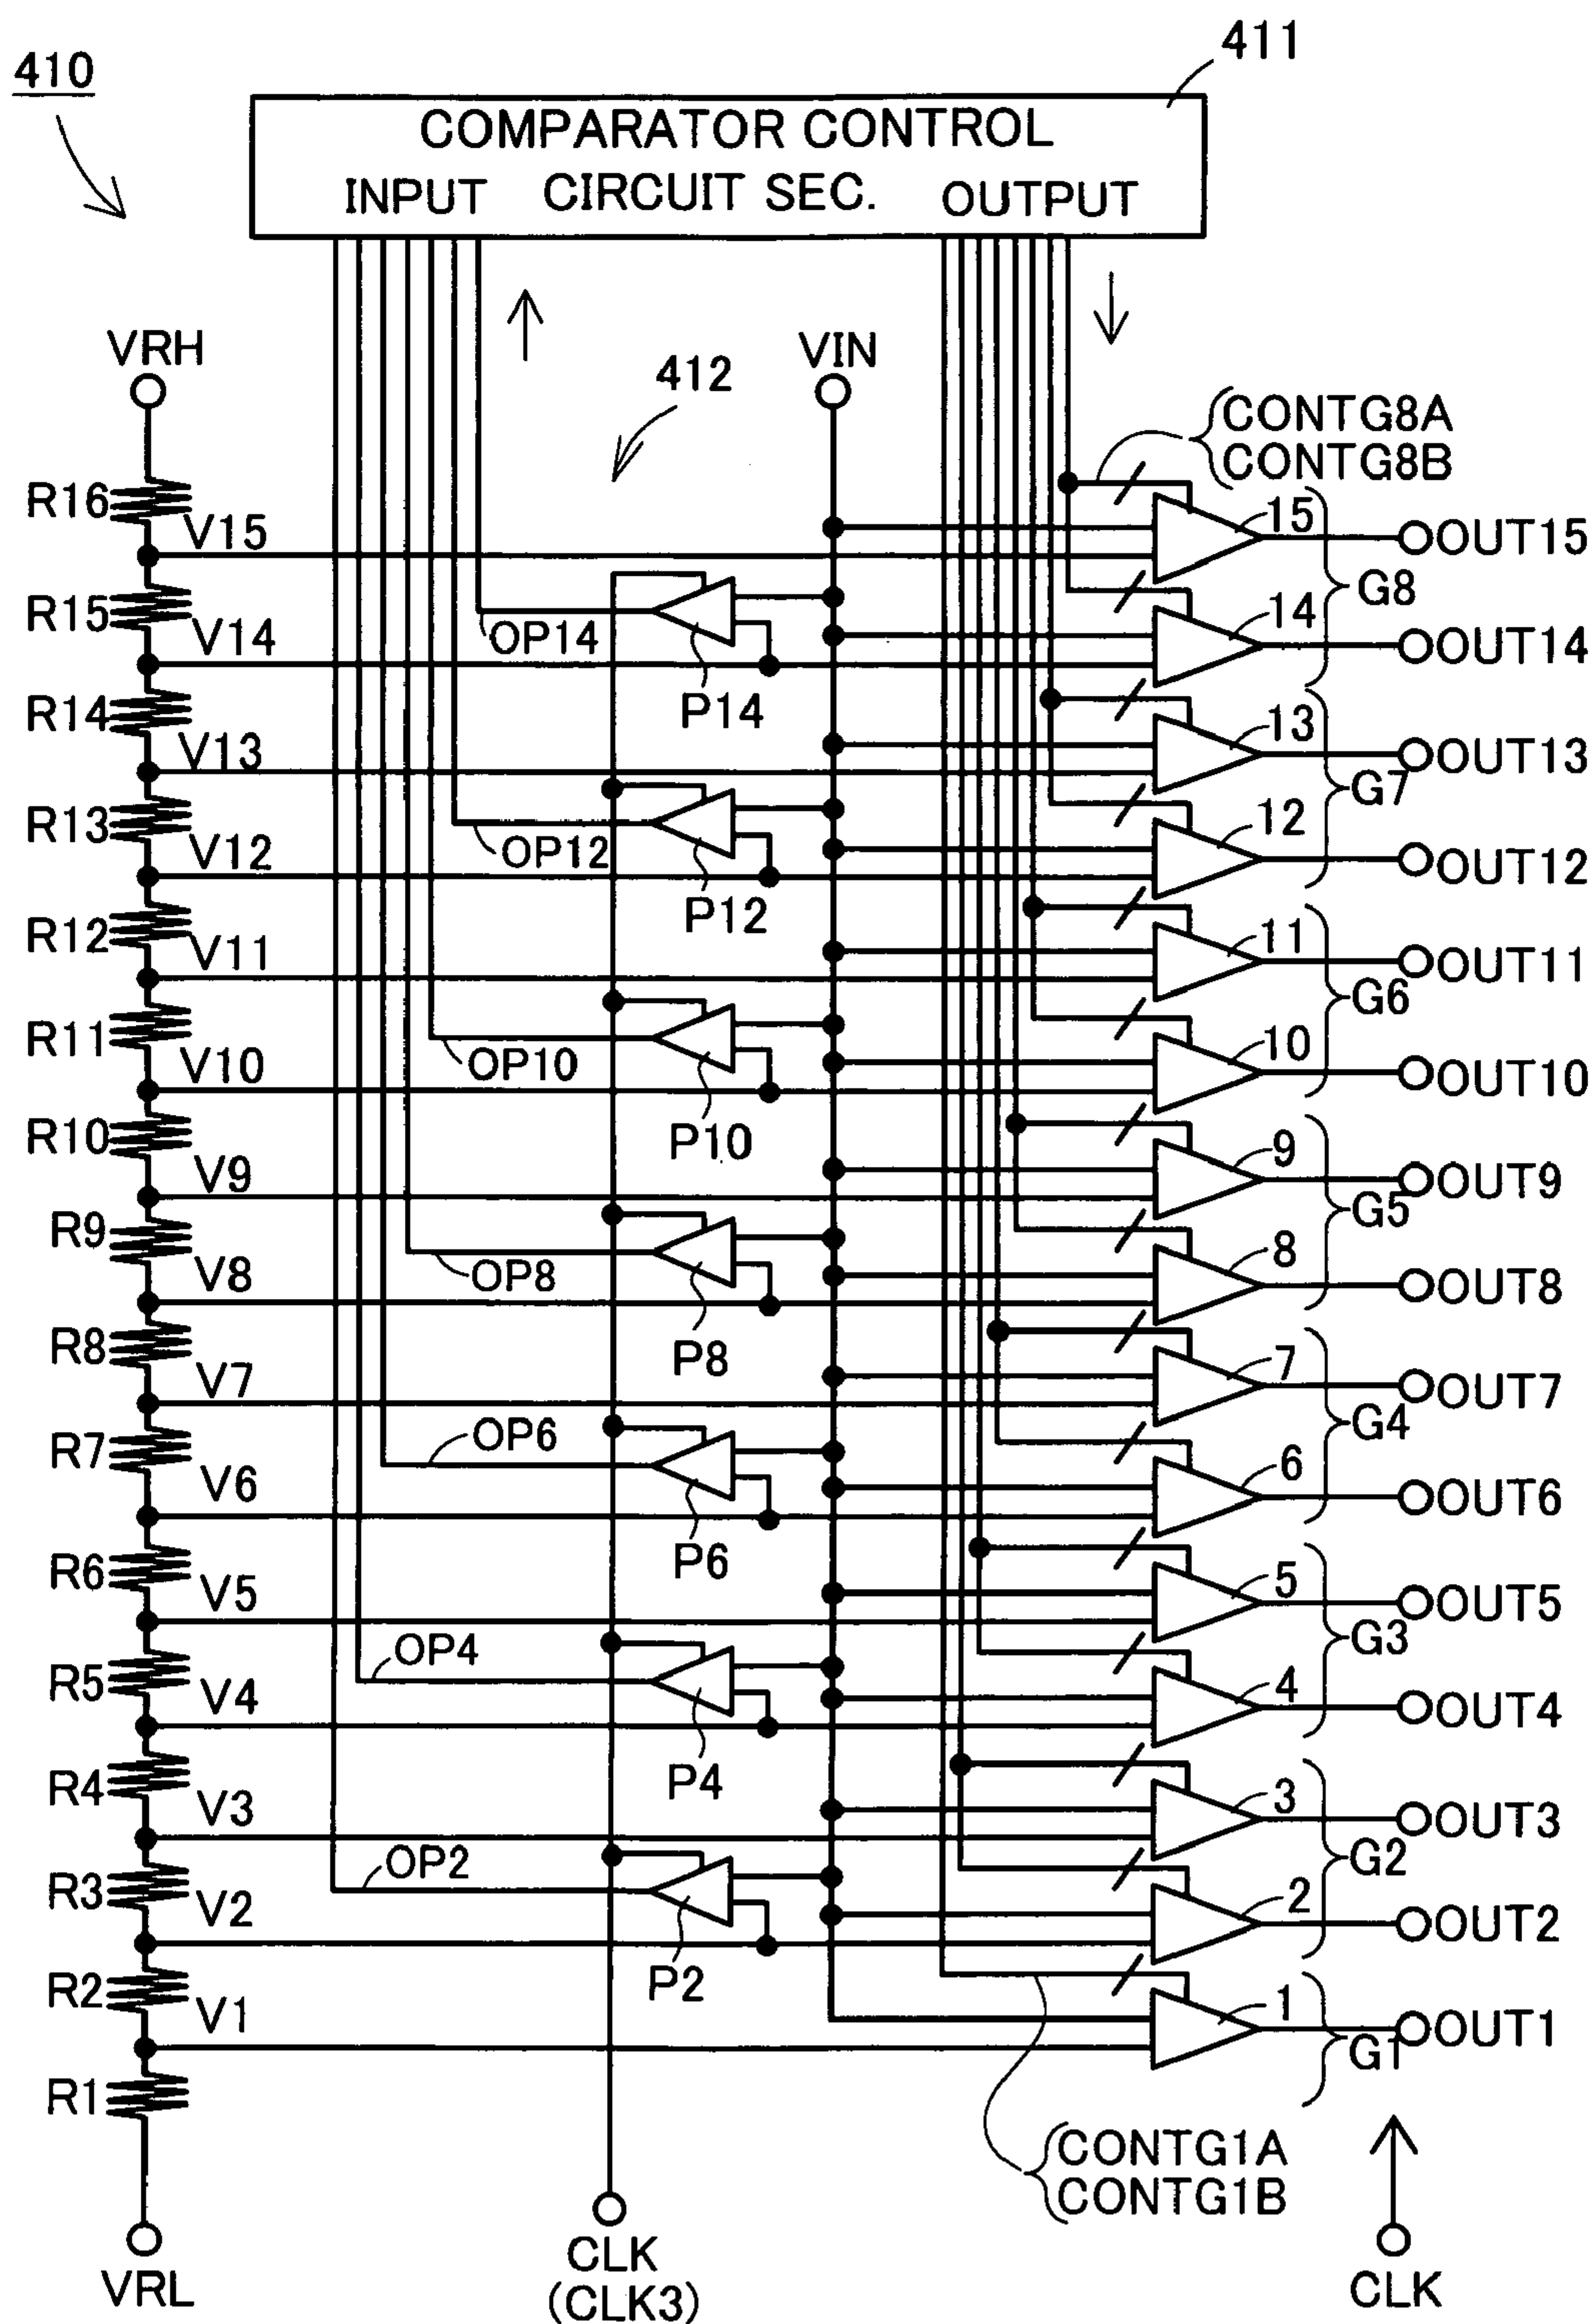 410
411
COMPARATOR CONTROL
INPUT CIRCUIT SEC. OUTPUT
VRH
412
VIN
CONTG8A
CONTG8B
R16
V15
15
OUT15
G8
R15
V14
OP14
P14
14
OUT14
R14
V13
13
OUT13
G7
R13
V12
OP12
P12
12
OUT12
R12
V11
11
OUT11
G6
R11
V10
OP10
P10
10
OUT10
R10
V9
9
OUT9
G5
R9
V8
OP8
P8
8
OUT8
R8
V7
7
OUT7
G4
R7
V6
OP6
P6
6
OUT6
R6
V5
5
OUT5
G3
R5
V4
OP4
P4
4
OUT4
R4
V3
3
OUT3
G2
R3
V2
OP2
P2
2
OUT2
R2
V1
1
OUT1
G1
R1
CONTG1A
CONTG1B
VRL
CLK
(CLK3)
CLK